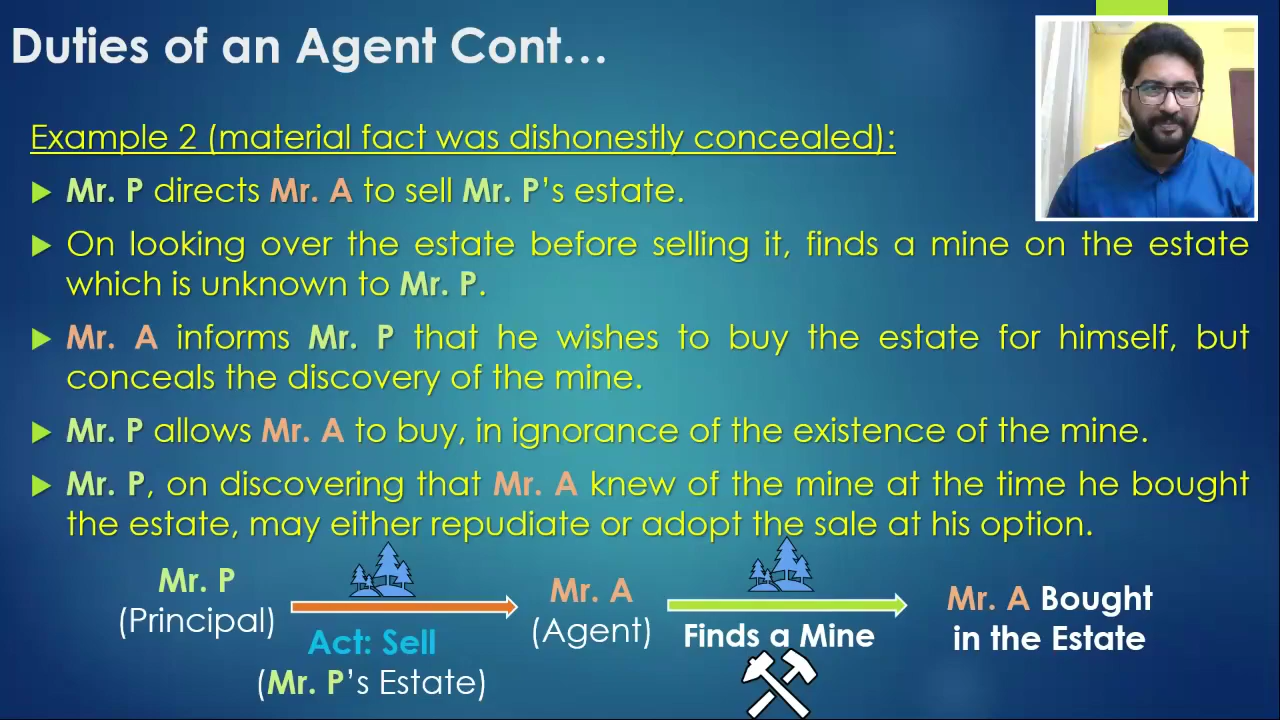 Duties of an Agent Cont…
Example 2 (material fact was dishonestly concealed):
Mr. P directs Mr. A to sell Mr. P’s estate.
On looking over the estate before selling it, finds a mine on the estate
which is unknown to Mr. P.
Mr. A informs Mr. P that he wishes to buy the estate for himself, but
conceals the discovery of the mine.
Mr. P allows Mr. A to buy, in ignorance of the existence of the mine.
Mr. P, on discovering that Mr. A knew of the mine at the time he bought
the estate, may either repudiate or adopt the sale at his option.
Mr. P
(Principal)
Act: Sell
(Mr. P’s Estate)
Mr. A
(Agent)
Finds a Mine
Mr. A Bought
in the Estate